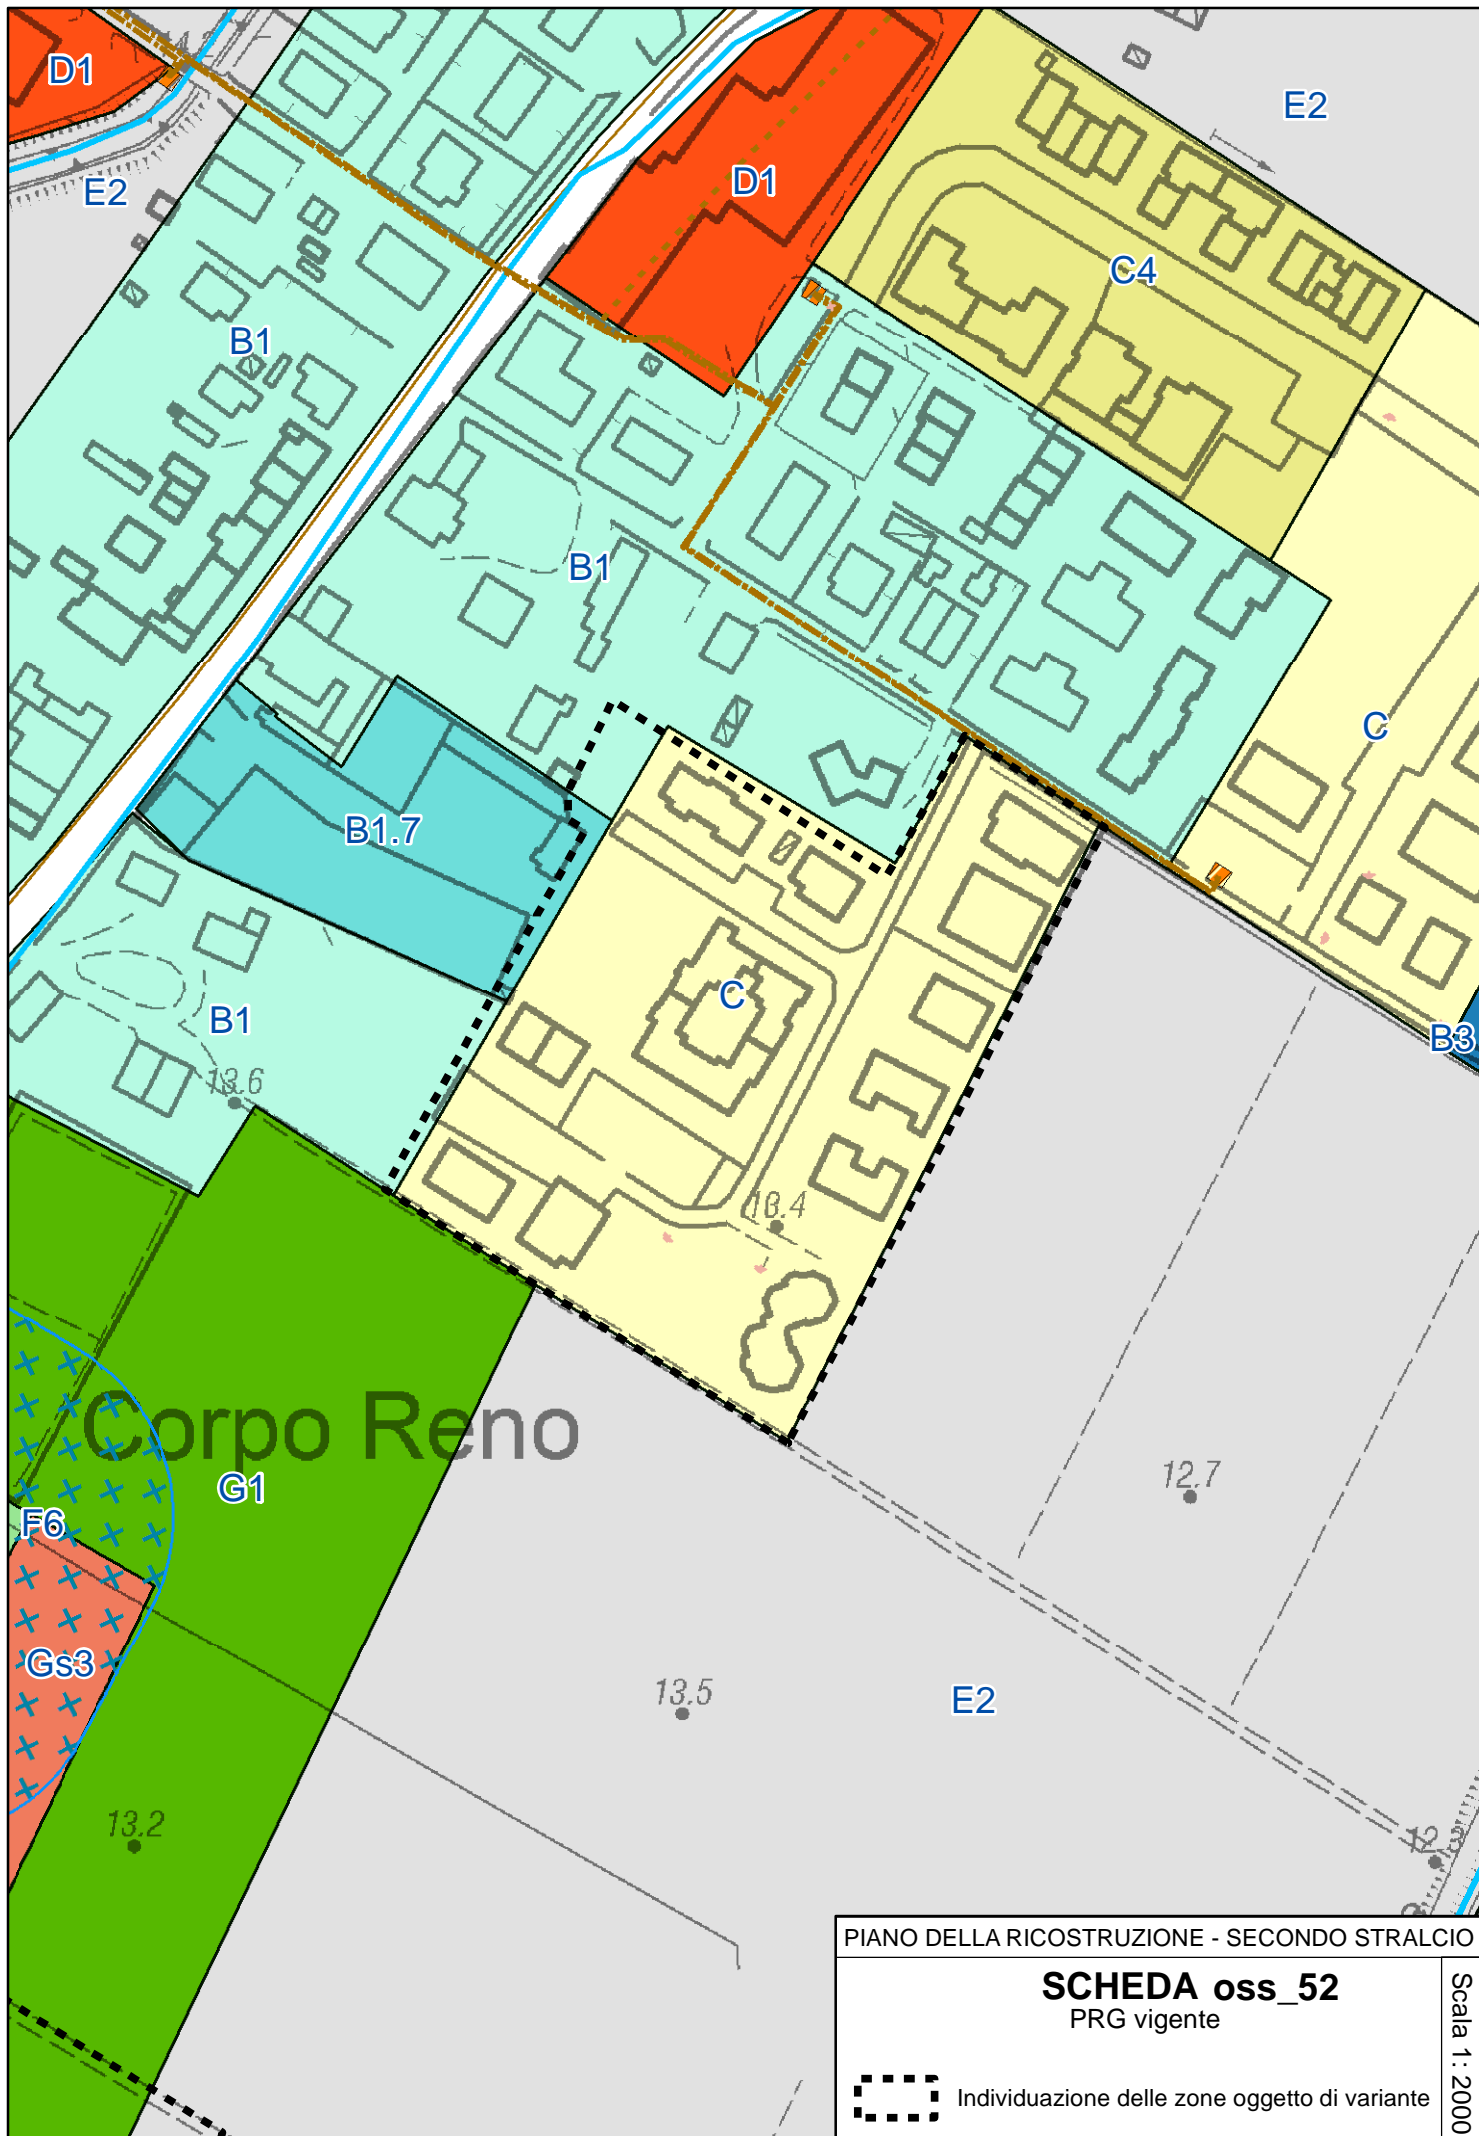 D1
E2
E2
D1
C4
B1
B1
C
B1.7
C
B1
B3
13.6
13.4
Corpo Reno
12.7
G1
F6
Gs3
13.5
E2
13.2
12.3
PIANO DELLA RICOSTRUZIONE - SECONDO STRALCIO
SCHEDA oss_52
PRG vigente
Individuazione delle zone oggetto di variante
Scala 1: 2000